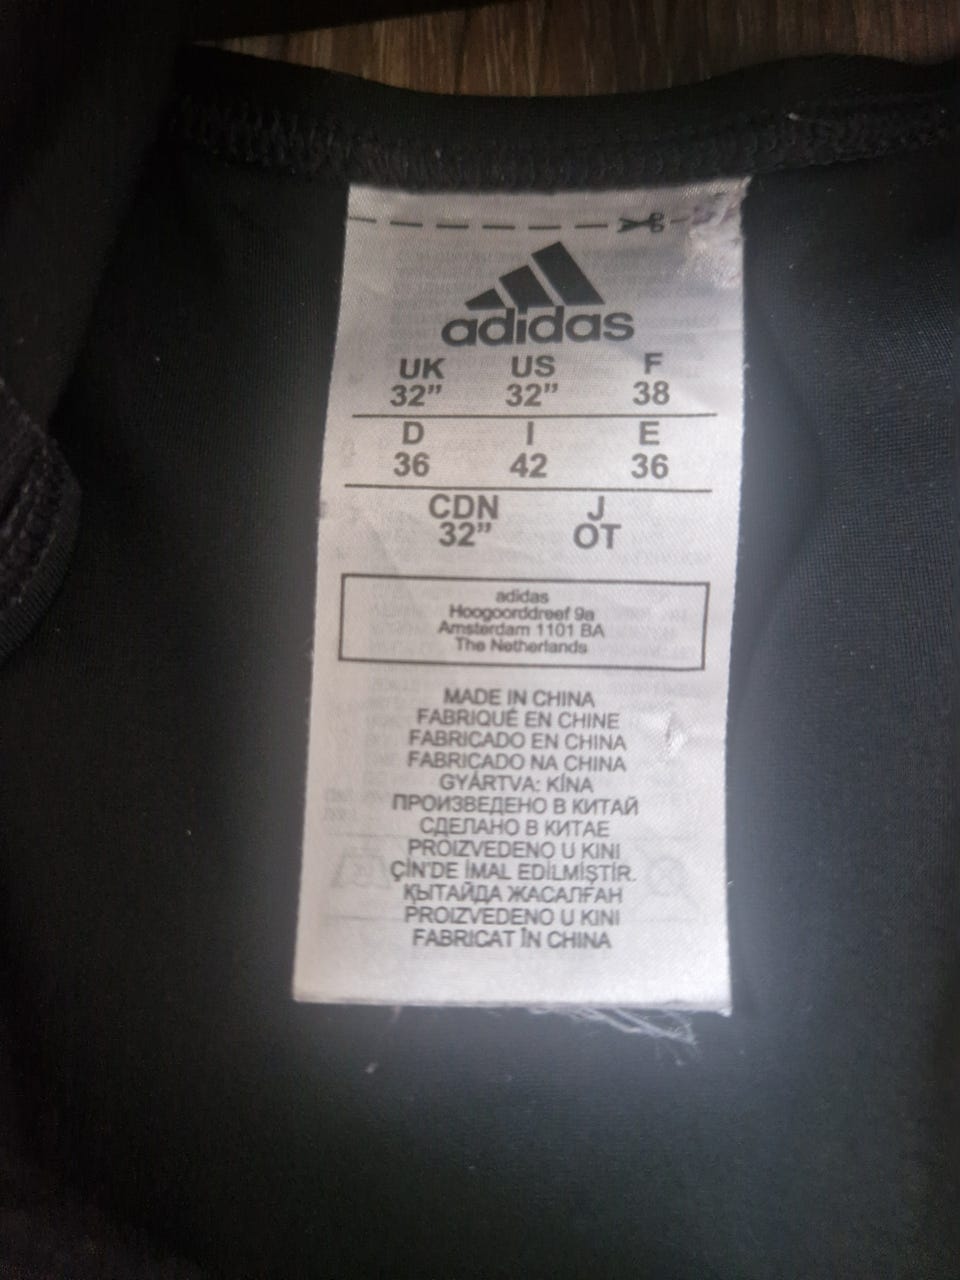 adidas
UK US F
32” 32” 38
D I E
36 42 36
CDN J
32” OT
adidas
Hoogoorddreef 9a
Amsterdam 1101 BA
The Netherlands
MADE IN CHINA
FABRIQUÉ EN CHINE
FABRICADO EN CHINA
FABRICADO NA CHINA
GYÁRTVA: KÍNA
ПРОИЗВЕДЕНО В КИТАЙ
СДЕЛАНО В КИТАЕ
PROIZVEDENO U KINI
ÇİN'DE İMAL EDİLMİŞTİR.
ҚЫТАЙДА ЖАСАЛҒАН
PROIZVEDENO U KINI
FABRICAT ÎN CHINA